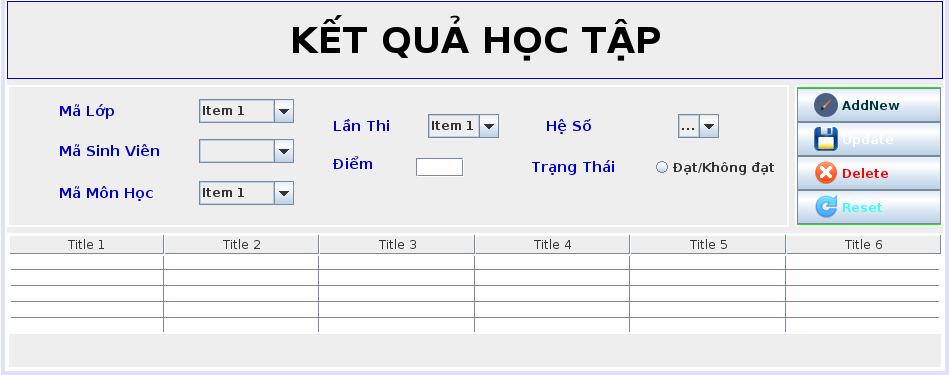 KẾT QUẢ HỌC TẬP
Mã Lớp
Item 1
Mã Sinh Viên
Mã Môn Học
Item 1
Lần Thi
Item 1
Hệ Số
...
Điểm
Trạng Thái
Đạt/Không đạt
AddNew
Update
Delete
Reset
Title 1 Title 2 Title 3 Title 4 Title 5 Title 6